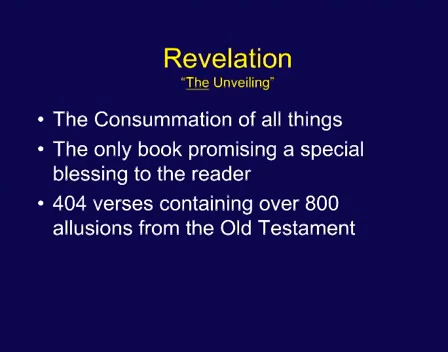 Revelation
“The Unveiling”
• The Consummation of all things
• The only book promising a special
blessing to the reader
• 404 verses containing over 800
allusions from the Old Testament